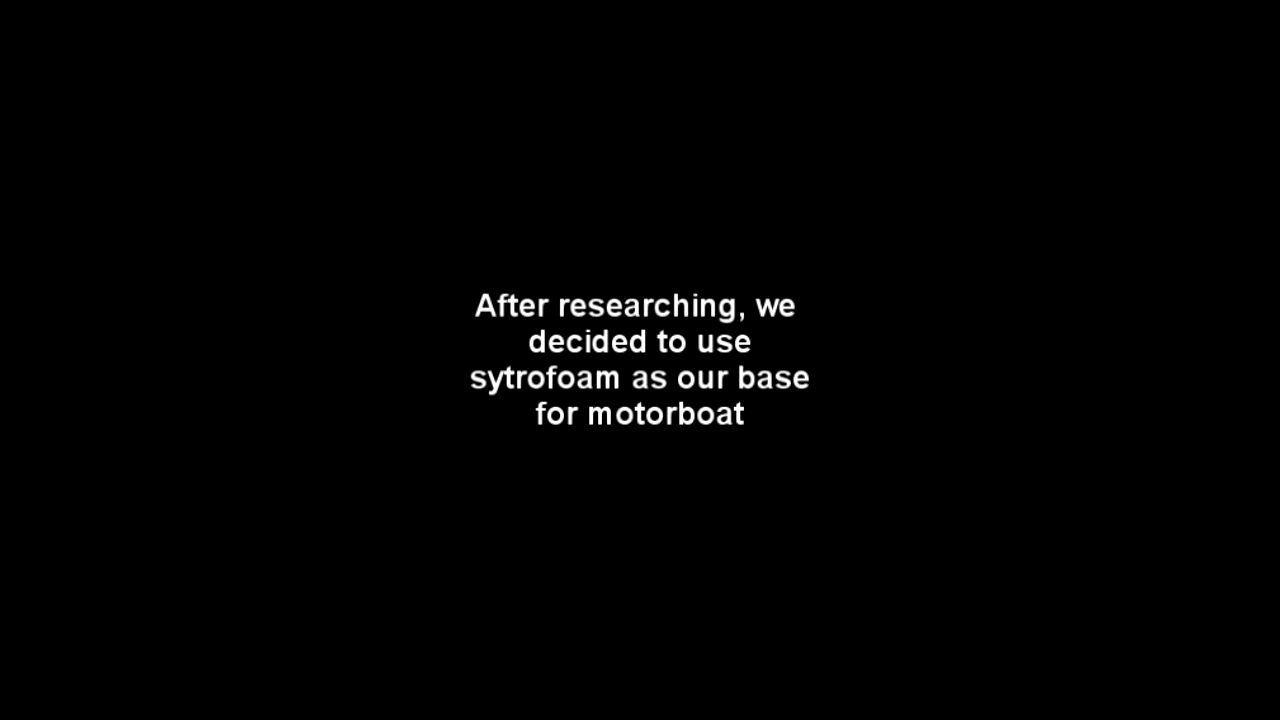 After researching, we
decided to use
sytrofoam as our base
for motorboat